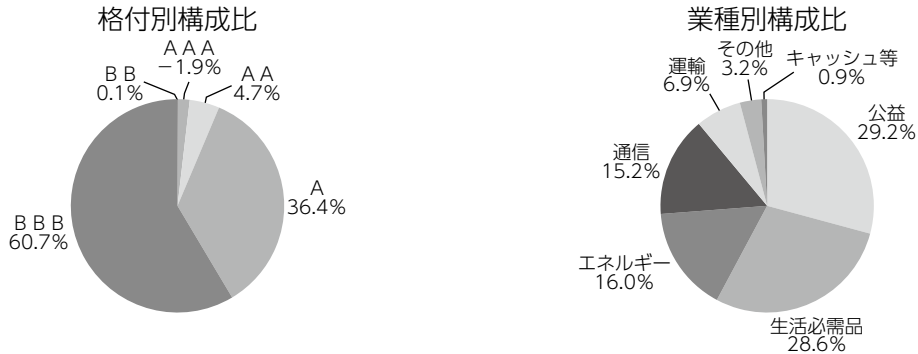 格付別構成比
AAA
−1.9%
AA
4.7%
A
36.4%
BBB
60.7%
BB
0.1%
業種別構成比
公益
29.2%
生活必需品
28.6%
エネルギー
16.0%
通信
15.2%
運輸
6.9%
その他
3.2%
キャッシュ等
0.9%